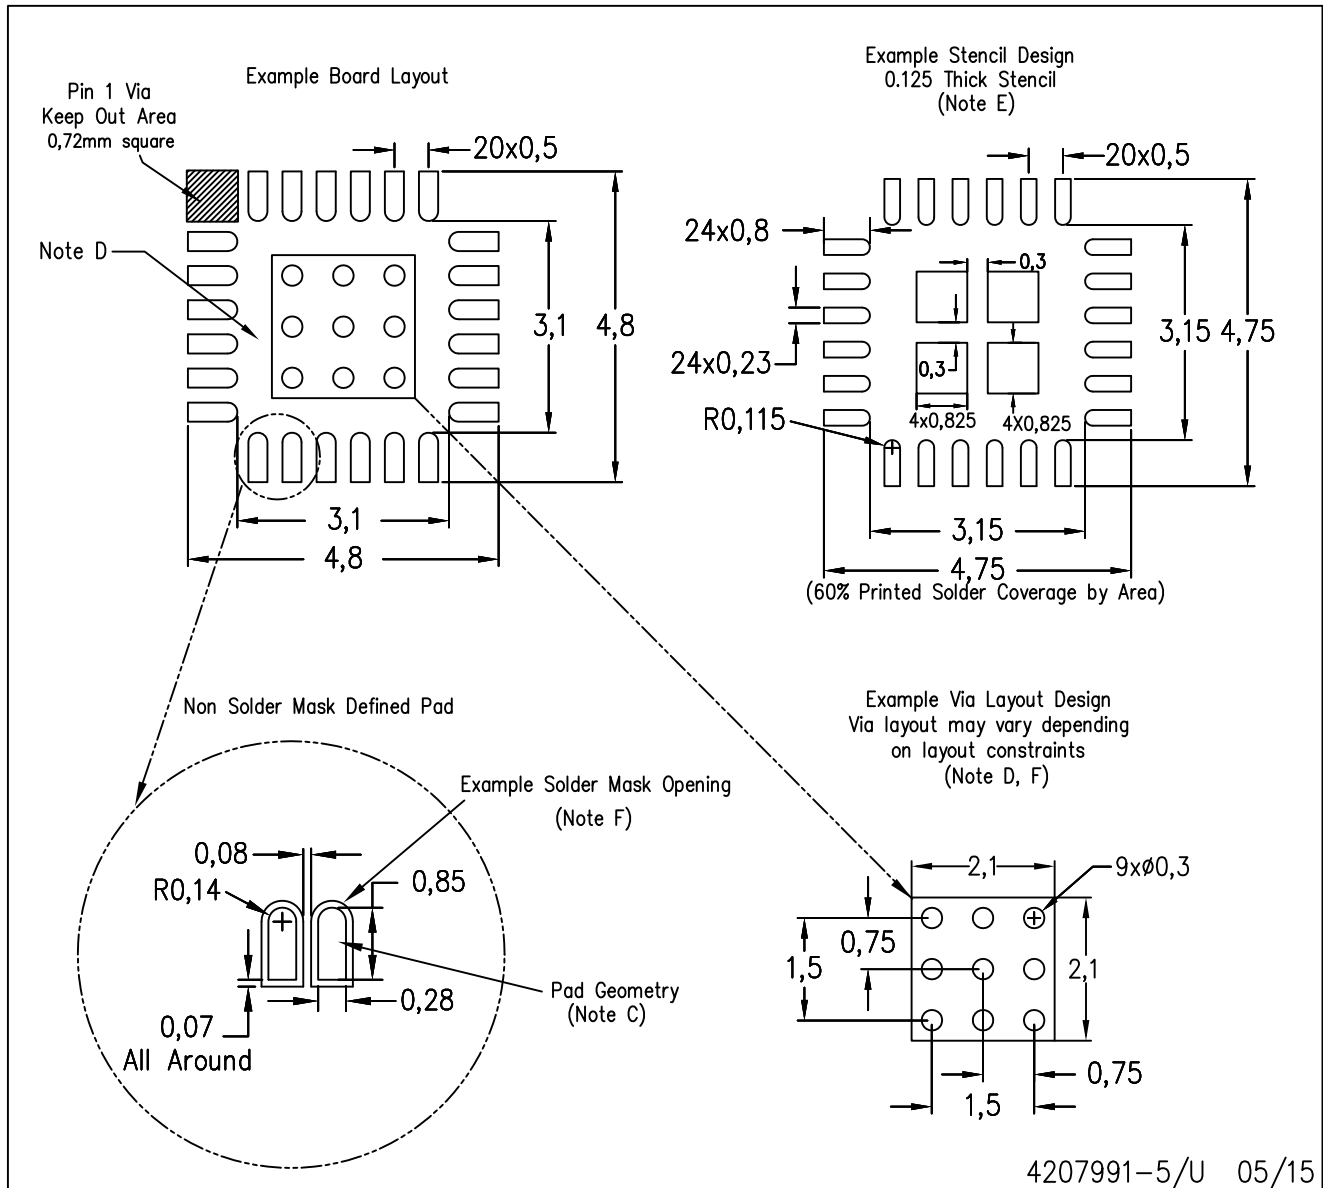 Example Board Layout
Pin 1 Via
Keep Out Area
0,72mm square
20x0,5
Note D
3,1
4,8
3,1
4,8
Example Stencil Design
0.125 Thick Stencil
(Note E)
20x0,5
24x0,8
0,3
3,15
4,75
24x0,23
0,3
4x0,825
4X0,825
R0,115
3,15
4,75
(60% Printed Solder Coverage by Area)
Non Solder Mask Defined Pad
Example Solder Mask Opening
(Note F)
0,08
R0,14
0,85
Pad Geometry
(Note C)
0,28
0,07
All Around
Example Via Layout Design
Via layout may vary depending
on layout constraints
(Note D, F)
2,1
9xø0,3
0,75
1,5
2,1
0,75
1,5
4207991-5/U 05/15